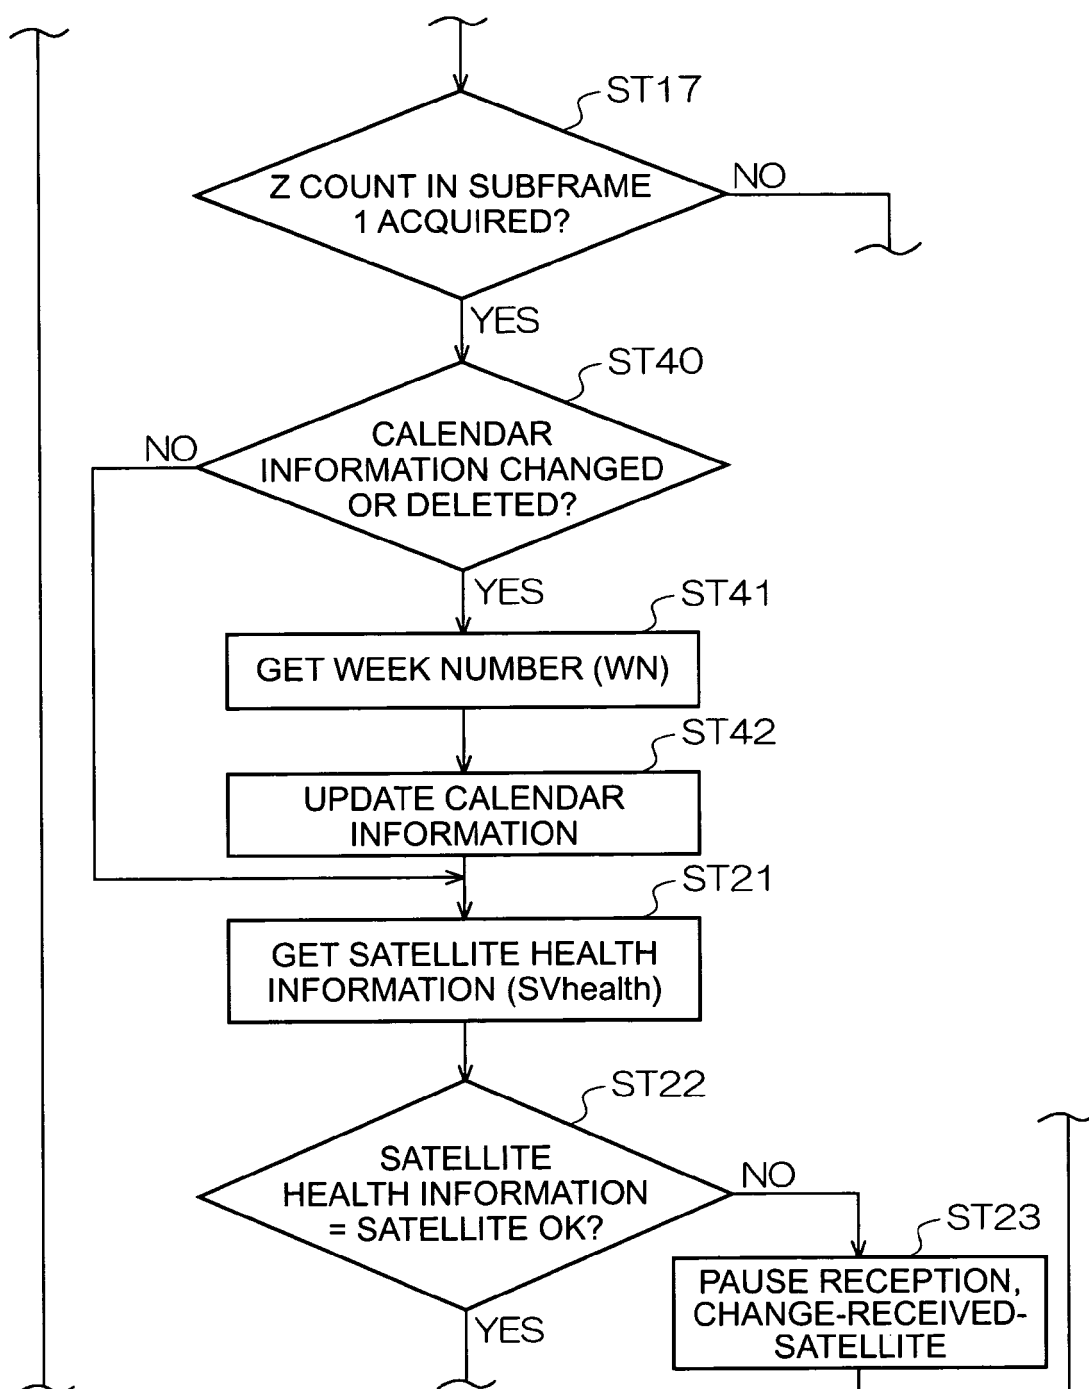 ST17
Z COUNT IN SUBFRAME
1 ACQUIRED?
NO
YES
ST40
CALENDAR
INFORMATION CHANGED
OR DELETED?
NO
YES
ST41
GET WEEK NUMBER (WN)
ST42
UPDATE CALENDAR
INFORMATION
ST21
GET SATELLITE HEALTH
INFORMATION (SVhealth)
ST22
SATELLITE
HEALTH INFORMATION
= SATELLITE OK?
NO
YES
ST23
PAUSE RECEPTION,
CHANGE-RECEIVED-
SATELLITE